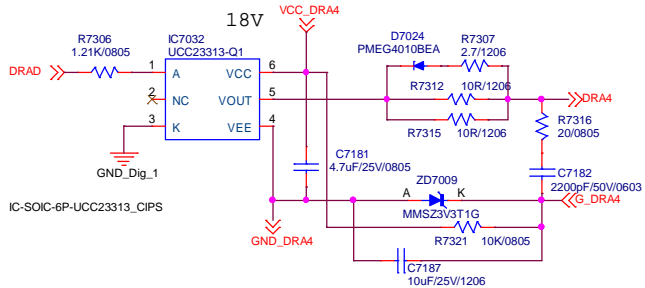 18V
VCC_DRA4
R7306
1.21K/0805
IC7032
UCC23313-Q1
D7024
PMEG4010BEA
R7307
2.7/1206
DRAD
1
A
VCC
6
2
NC
VOUT
5
R7312
10R/1206
DRA4
3
K
VEE
4
R7315
10R/1206
R7316
20/0805
GND_Dig_1
C7181
4.7uF/25V/0805
C7182
2200pF/50V/0603
IC-SOIC-6P-UCC23313_CIPS
A
ZD7009
K
G_DRA4
MMSZ3V3T1G
GND_DRA4
R7321
10K/0805
C7187
10uF/25V/1206